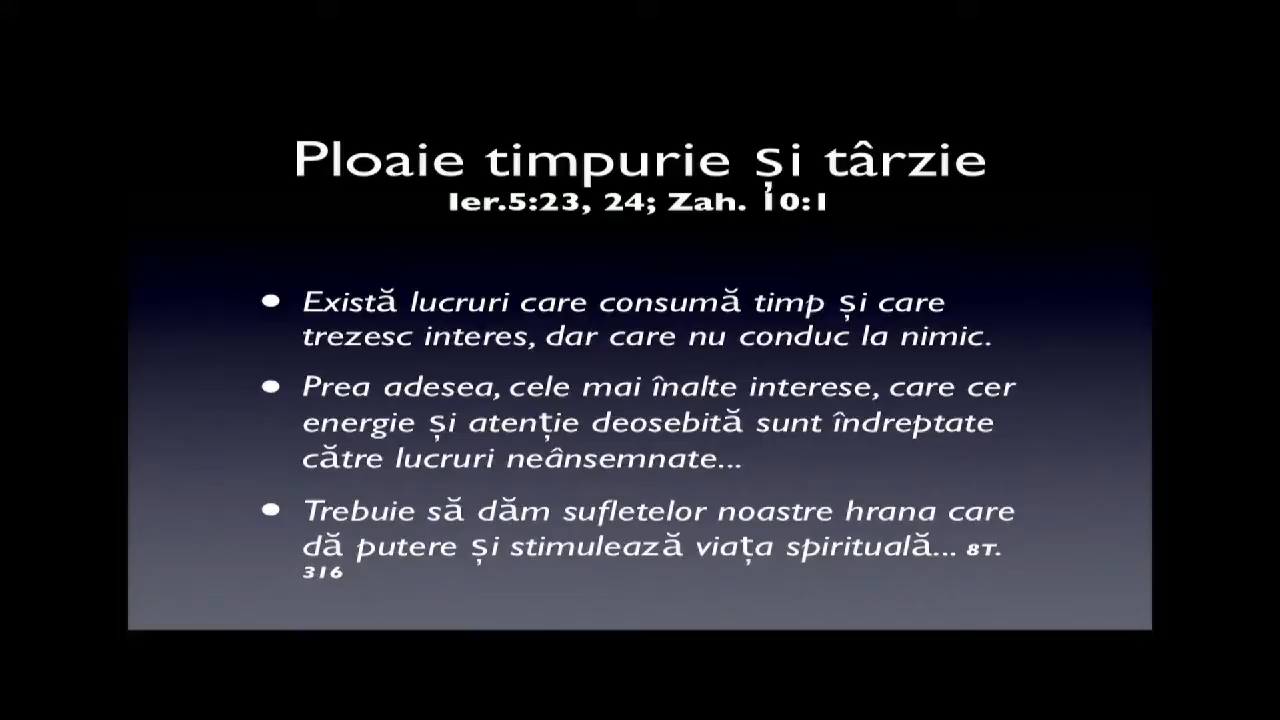 Ploaie timpurie și târzie
Ier.5:23, 24; Zah. 10:1
• Există lucruri care consumă timp și care
trezesc interes, dar care nu conduc la nimic.
• Prea adesea, cele mai înalte interese, care cer
energie și atenție deosebită sunt îndreptate
către lucruri neânsemnate...
• Trebuie să dăm sufletelor noastre hrana care
dă putere și stimulează viața spirituală... 8T.
316